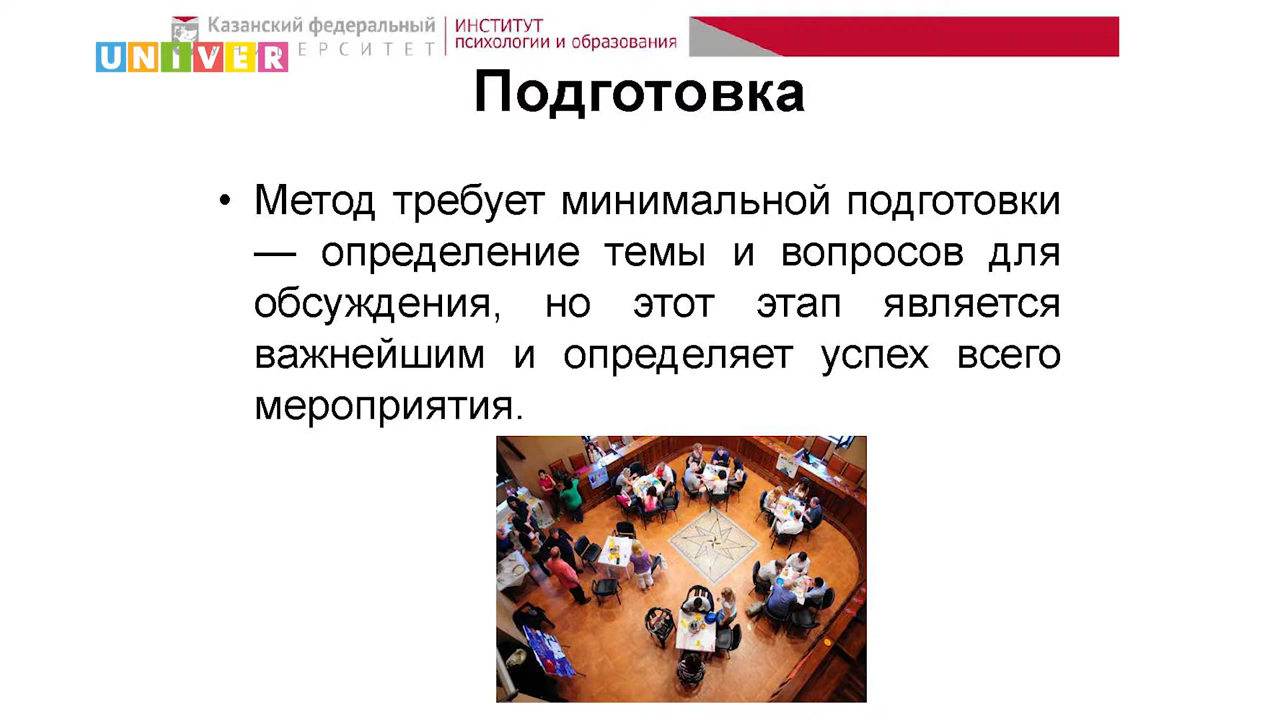 Казанский федеральный
ЕРСИТЕТ
ИНСТИТУТ
психологии и образования
UNIVER
Подготовка
• Метод требует минимальной подготовки
— определение темы и вопросов для
обсуждения, но этот этап является
важнейшим и определяет успех всего
мероприятия.